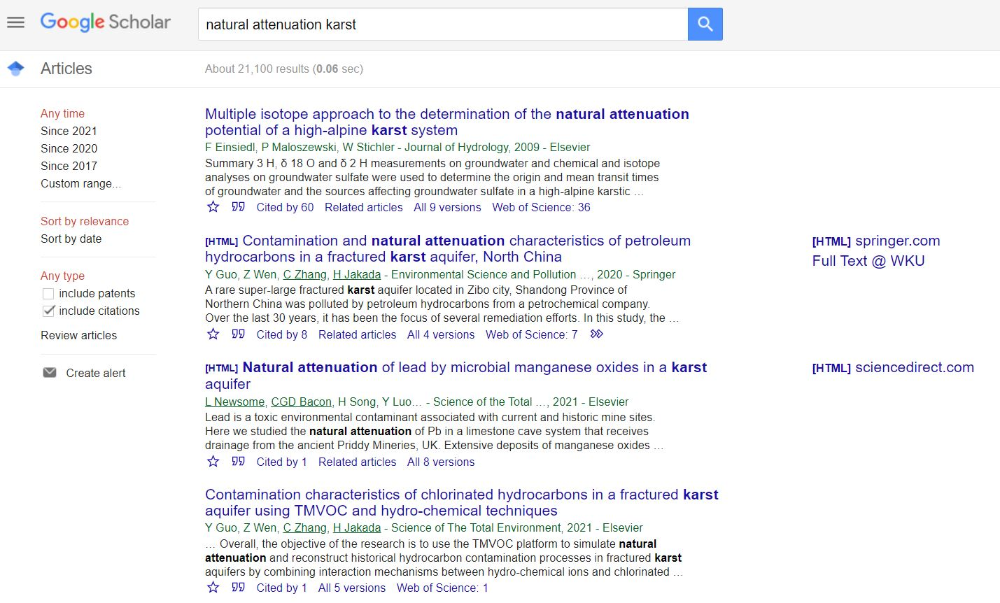 Google Scholar
natural attenuation karst
Articles
About 21,100 results (0.06 sec)
Any time
Since 2021
Since 2020
Since 2017
Custom range...
Sort by relevance
Sort by date
Any type
include patents
include citations
Review articles
Create alert
Multiple isotope approach to the determination of the natural attenuation
potential of a high-alpine karst system
F Einsiedl, P Maloszewski, W Stichler - Journal of Hydrology, 2009 - Elsevier
Summary 3 H, δ 18 O and δ 2 H measurements on groundwater and chemical and isotope
analyses on groundwater sulfate were used to determine the origin and mean transit times
of groundwater and the sources affecting groundwater sulfate in a high-alpine karstic …
Cited by 60 Related articles All 9 versions Web of Science: 36
[HTML] Contamination and natural attenuation characteristics of petroleum
hydrocarbons in a fractured karst aquifer, North China
Y Guo, Z Wen, C Zhang, H Jakada - Environmental Science and Pollution …, 2020 - Springer
A rare super-large fractured karst aquifer located in Zibo city, Shandong Province of
Northern China was polluted by petroleum hydrocarbons from a petrochemical company.
Over the last 30 years, it has been the focus of several remediation efforts. In this study, the …
Cited by 8 Related articles All 4 versions Web of Science: 7
[HTML] springer.com
Full Text @ WKU
[HTML] Natural attenuation of lead by microbial manganese oxides in a karst
aquifer
L Newsome, CGD Bacon, H Song, Y Luo… - Science of the Total …, 2021 - Elsevier
Lead is a toxic environmental contaminant associated with current and historic mine sites.
Here we studied the natural attenuation of Pb in a limestone cave system that receives
drainage from the ancient Priddy Mineries, UK. Extensive deposits of manganese oxides …
Cited by 1 Related articles All 8 versions
[HTML] sciencedirect.com
Contamination characteristics of chlorinated hydrocarbons in a fractured karst
aquifer using TMVOC and hydro-chemical techniques
Y Guo, Z Wen, C Zhang, H Jakada - Science of The Total Environment, 2021 - Elsevier
… Overall, the objective of the research is to use the TMVOC platform to simulate natural
attenuation and reconstruct historical hydrocarbon contamination processes in fractured karst
aquifers by combining interaction mechanisms between hydro-chemical ions and chlorinated …
Cited by 1 All 5 versions Web of Science: 1